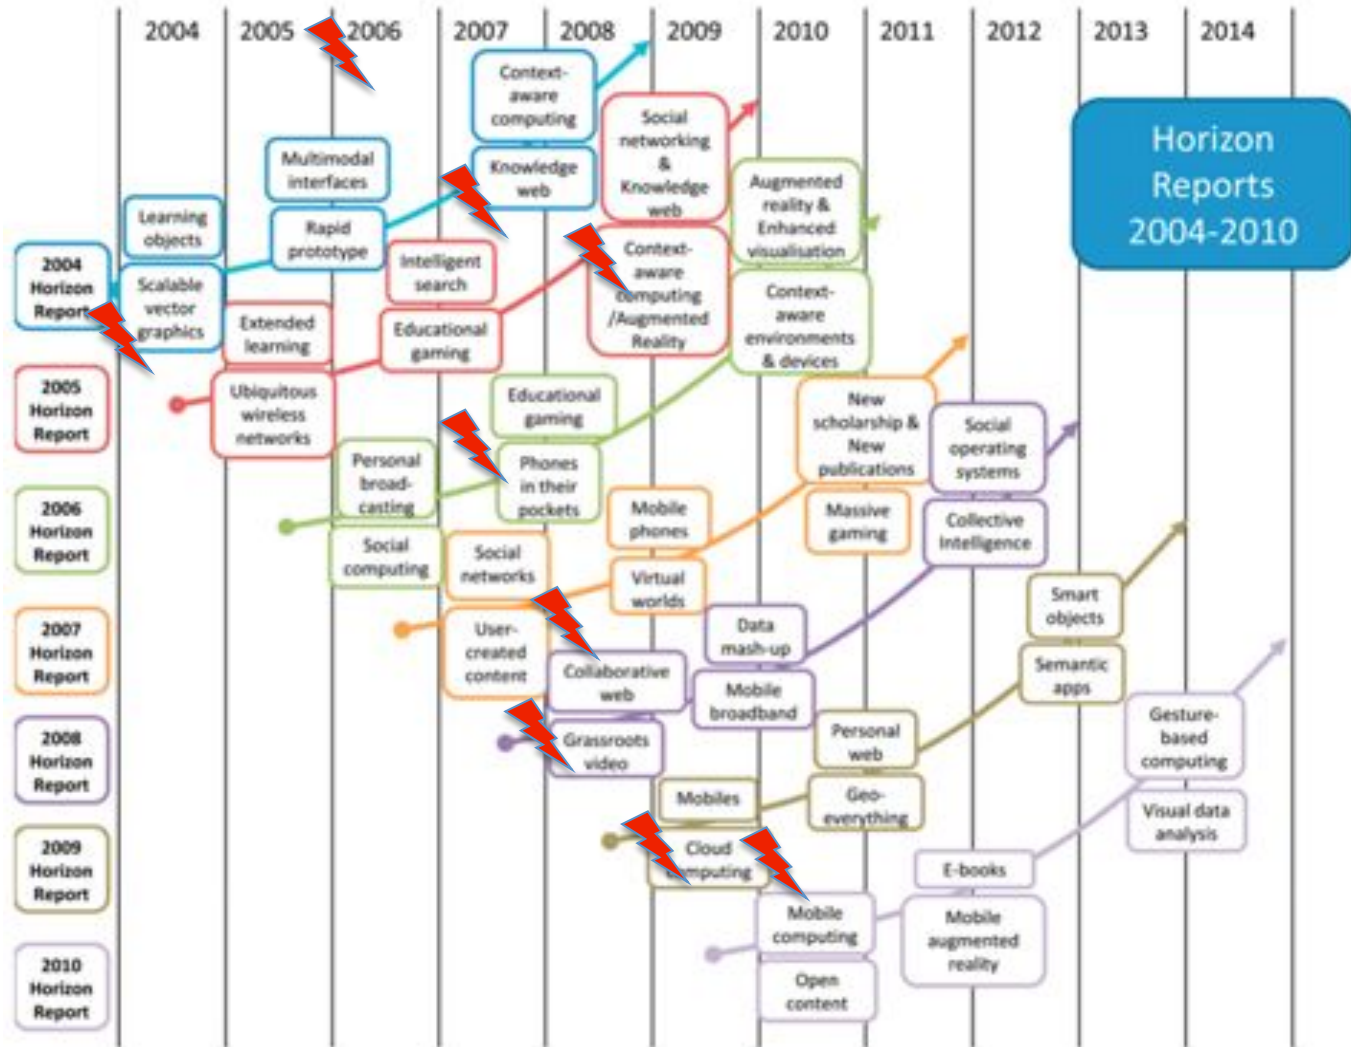 2004 2005 2006 2007 2008 2009 2010 2011 2012 2013 2014
Horizon
Reports
2004-2010
2004
Horizon
Report
Learning
objects
Scalable
vector
graphics
Multimodal
interfaces
Rapid
prototype
Context-
aware
computing
Knowledge
web
2005
Horizon
Report
Extended
learning
Ubiquitous
wireless
networks
Intelligent
search
Educational
gaming
Social
networking
&
Knowledge
web
Context-
aware
computing
/Augmented
Reality
2006
Horizon
Report
Personal
broad-
casting
Social
computing
Educational
gaming
Phones
in their
pockets
Augmented
reality &
Enhanced
visualisation
Context-
aware
environments
& devices
2007
Horizon
Report
Social
networks
User-
created
content
Mobile
phones
Virtual
worlds
New
scholarship &
New
publications
Massive
gaming
2008
Horizon
Report
Collaborative
web
Grassroots
video
Data
mash-up
Mobile
broadband
Social
operating
systems
Collective
Intelligence
2009
Horizon
Report
Mobiles
Cloud
computing
Personal
web
Geo-
everything
Smart
objects
Semantic
apps
2010
Horizon
Report
Mobile
computing
Open
content
E-books
Mobile
augmented
reality
Gesture-
based
computing
Visual data
analysis